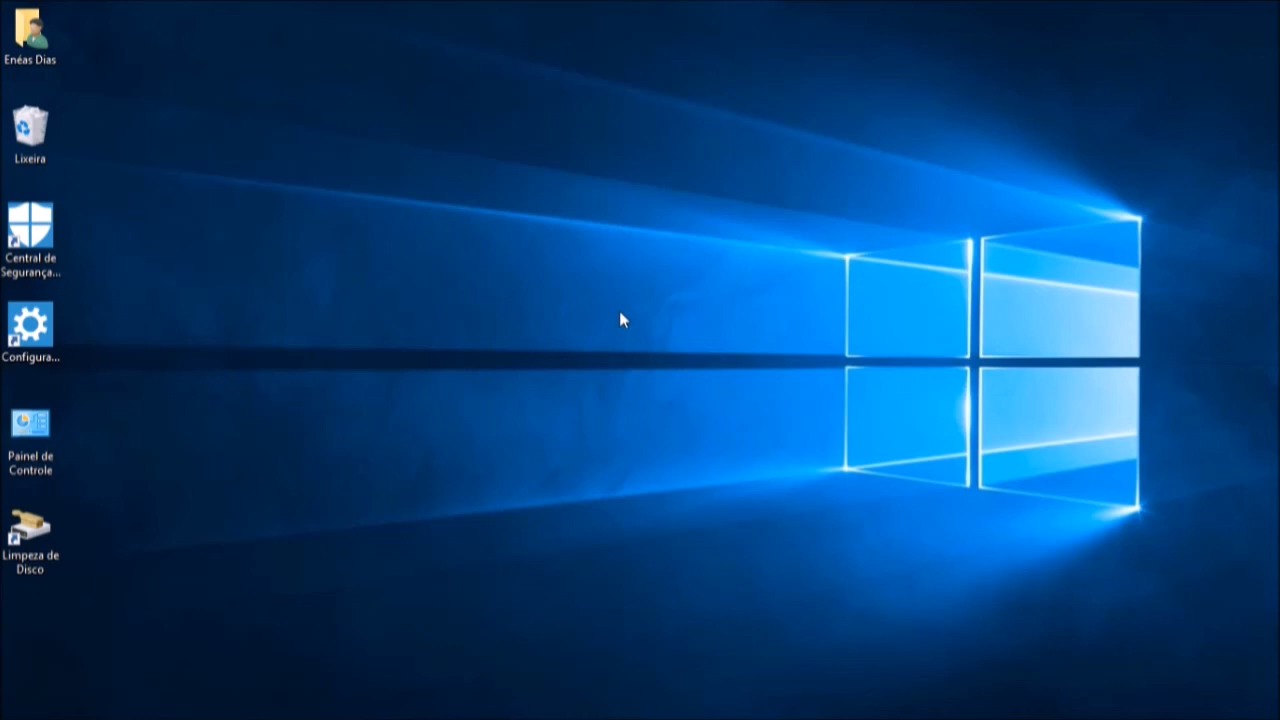 Enéas Dias
Lixeira
Central de
Segurança...
Configura...
Painel de
Controle
Limpeza de
Disco